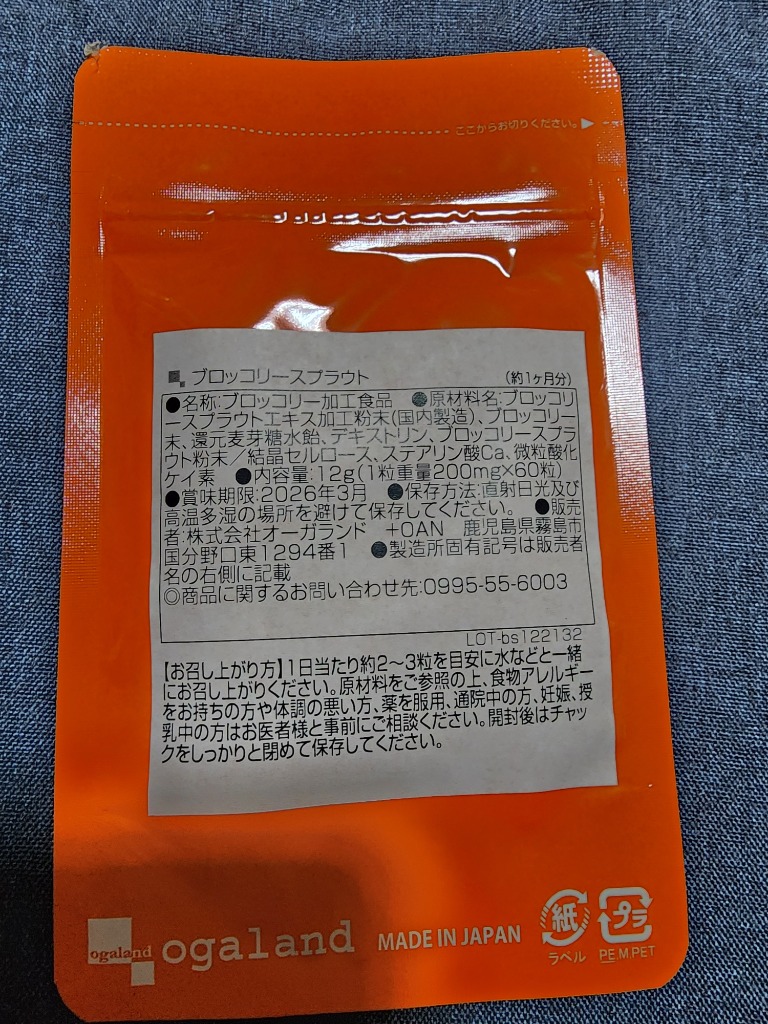 ここからお切りください。▶
ブロッコリースプラウト (約1ヶ月分)
●名称:ブロッコリー加工食品 ●原材料名:ブロッコリ
ースプラウトエキス加工粉末(国内製造)、ブロッコリー
末、還元麦芽糖水飴、デキストリン、ブロッコリースプラ
ウト粉末/結晶セルロース、ステアリン酸Ca、微粒酸化
ケイ素 ●内容量:12g(1粒重量200mg×60粒)
●賞味期限:2026年3月 ●保存方法:直射日光及び
高温多湿の場所を避けて保存してください。 ●販売
者:株式会社オーガランド +OAN 鹿児島県霧島市
国分野口東1294番1 ●製造所固有記号は販売者
名の右側に記載
◎商品に関するお問い合わせ先:0995-55-6003
LOT-bs122132
【お召し上がり方】1日当たり約2〜3粒を目安に水などと一緒
にお召し上がりください。原材料をご参照の上、食物アレルギー
をお持ちの方や体調の悪い方、薬を服用、通院中の方、妊娠、授
乳中の方はお医者様と事前にご相談ください。開封後はチャッ
クをしっかりと閉めて保存してください。
ogaland
ogaland MADE IN JAPAN
紙 プラ
ラベル PE,M,PET